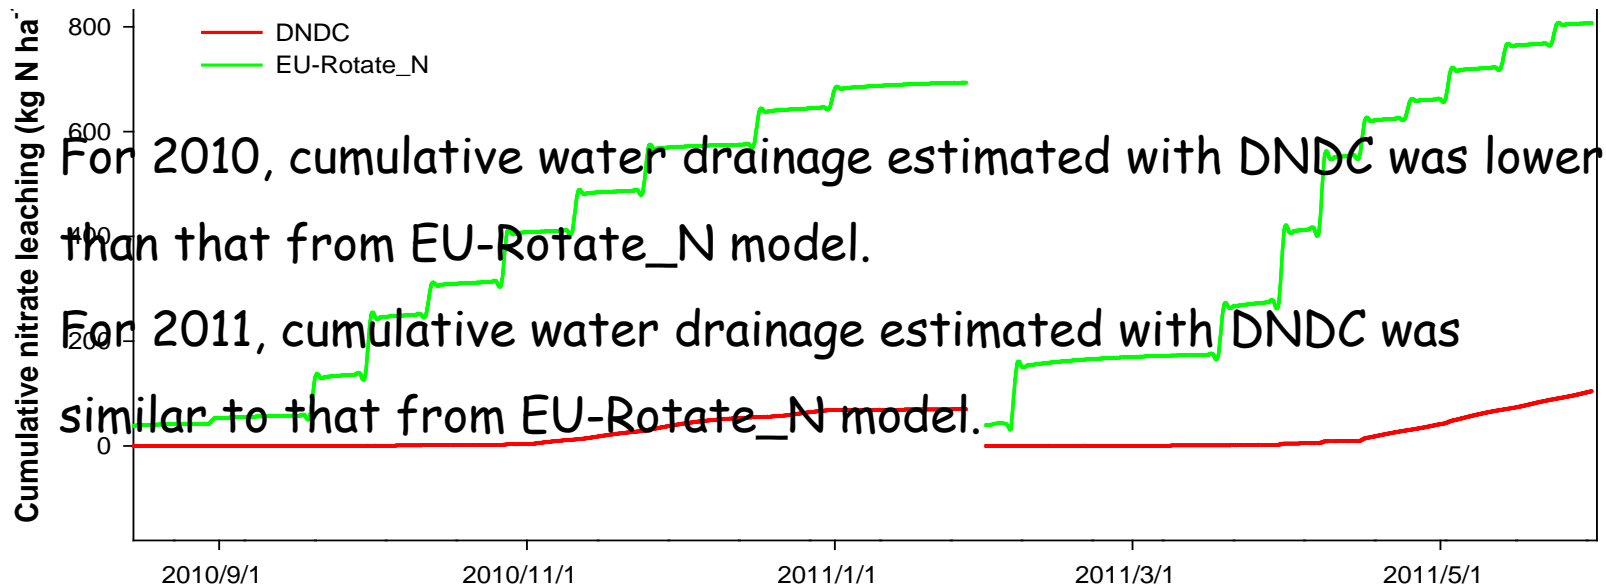 Cumulative nitrate leaching (kg N ha
800
600
400
200
0
DNDC
EU-Rotate_N
For 2010, cumulative water drainage estimated with DNDC was lower
than that from EU-Rotate_N model.
For 2011, cumulative water drainage estimated with DNDC was
similar to that from EU-Rotate_N model.
2010/9/1 2010/11/1 2011/1/1 2011/3/1 2011/5/1